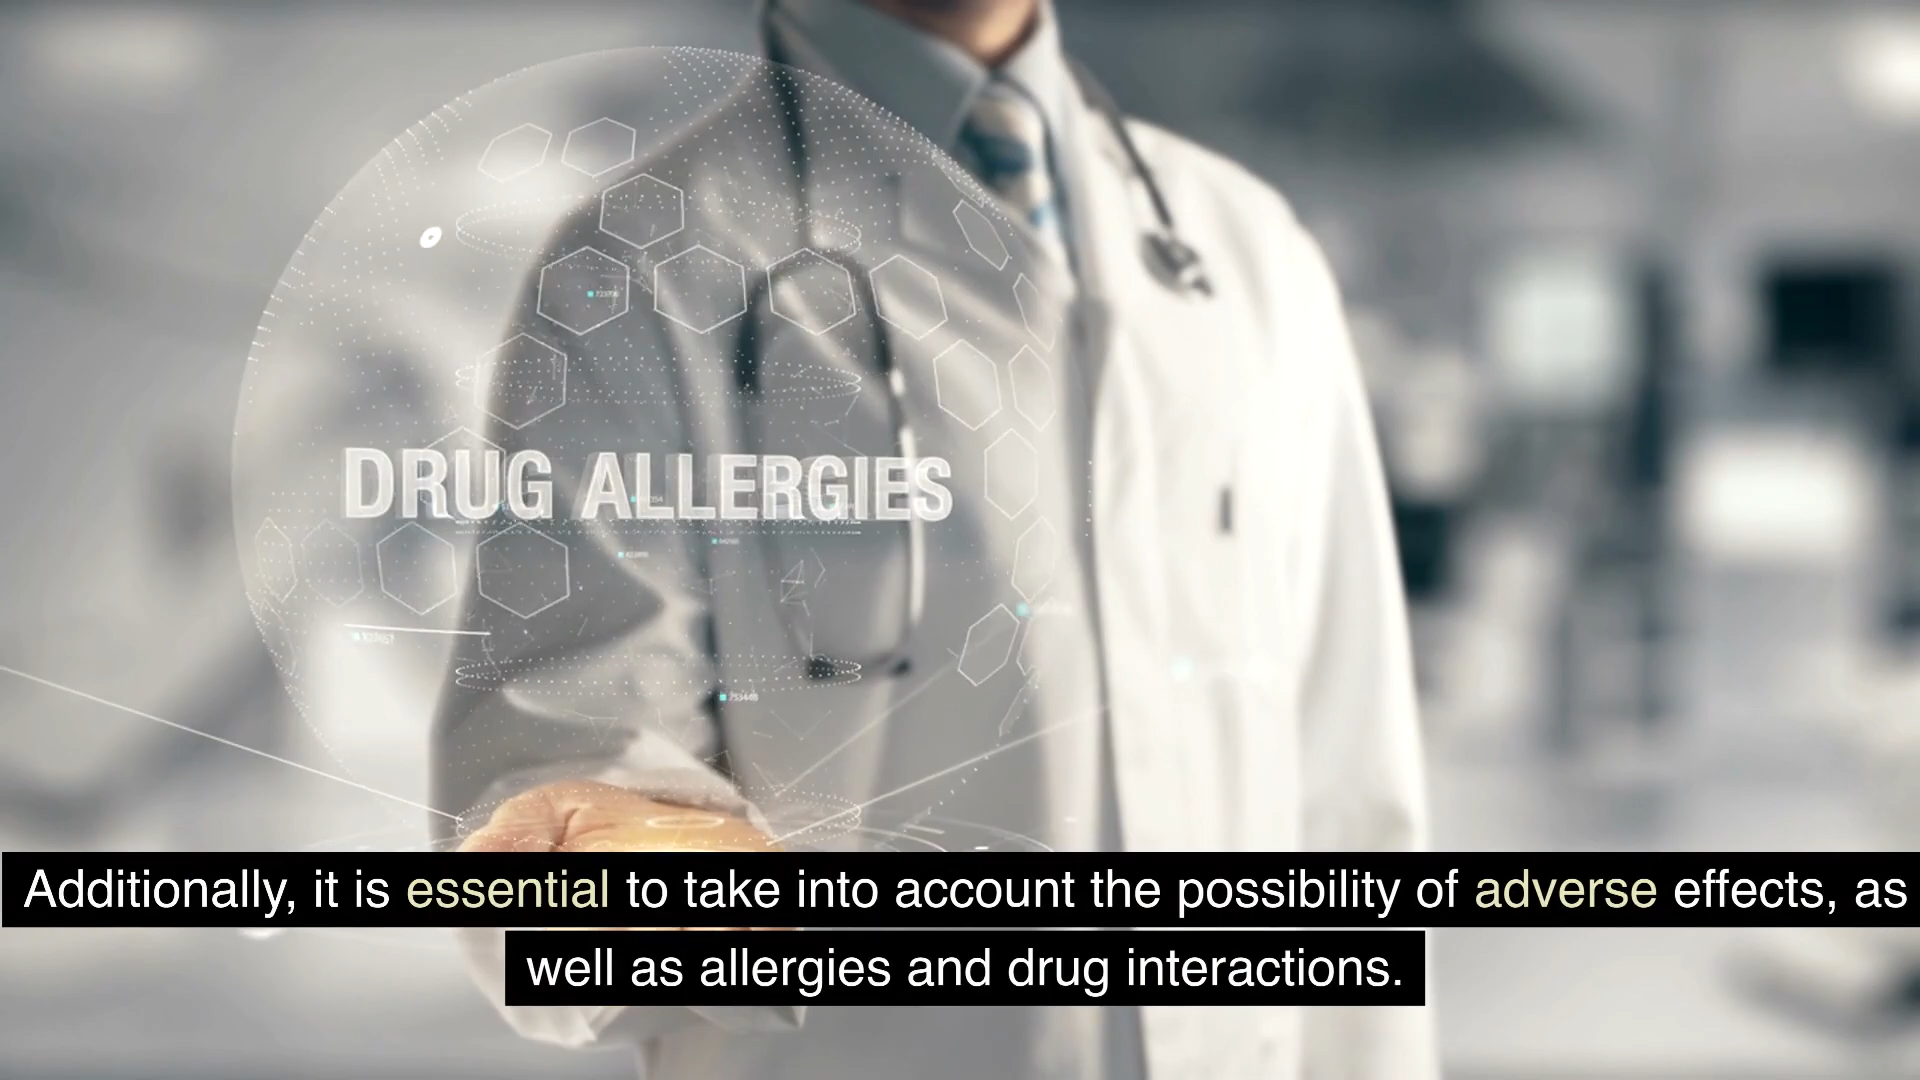 DRUG ALLERGIES
753448
Additionally, it is essential to take into account the possibility of adverse effects, as
well as allergies and drug interactions.